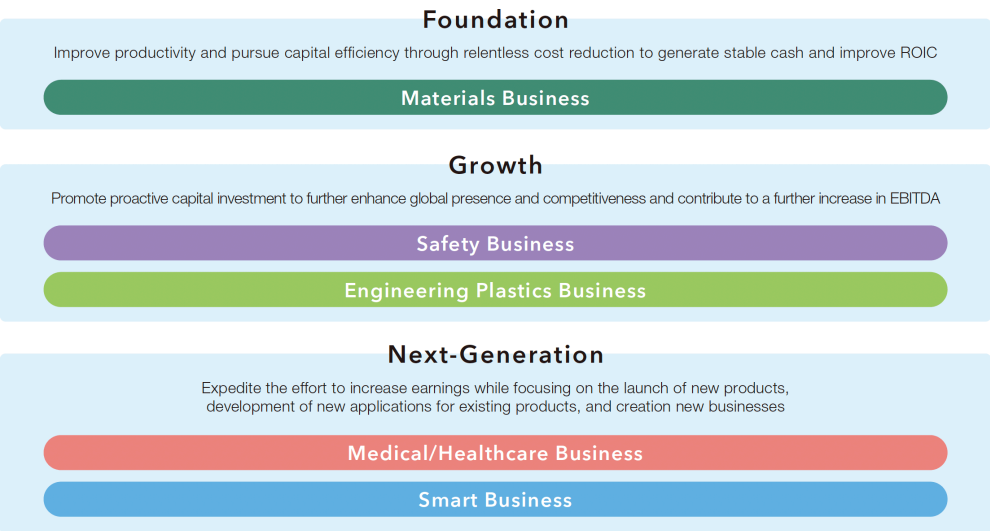 Foundation
Improve productivity and pursue capital efficiency through relentless cost reduction to generate stable cash and improve ROIC
Materials Business
Growth
Promote proactive capital investment to further enhance global presence and competitiveness and contribute to a further increase in EBITDA
Safety Business
Engineering Plastics Business
Next-Generation
Expedite the effort to increase earnings while focusing on the launch of new products,
development of new applications for existing products, and creation new businesses
Medical/Healthcare Business
Smart Business